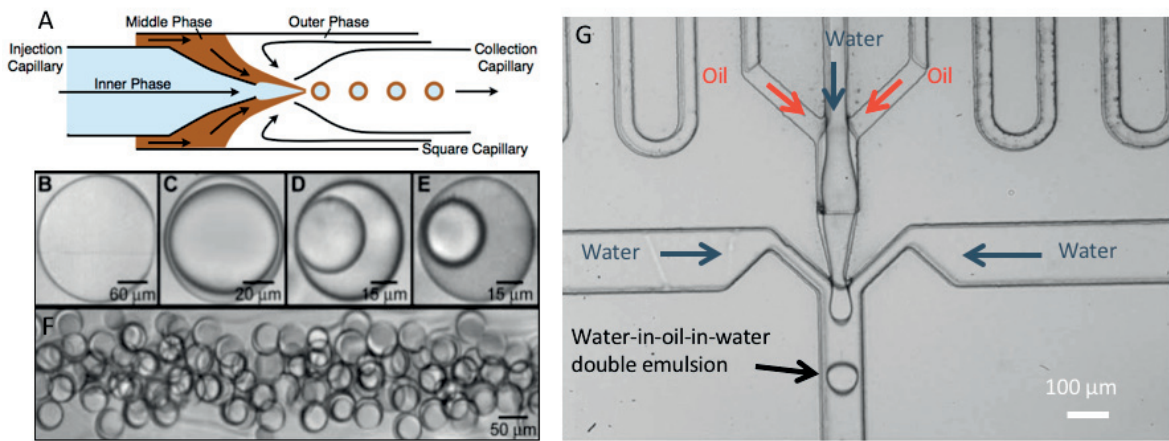 A
Middle Phase
Outer Phase
Injection
Capillary
Collection
Capillary
Inner Phase
Square Capillary
B
60 μm
C
20 μm
D
15 μm
E
15 μm
F
50 μm
G
Water
Oil
Oil
Water
Water
Water-in-oil-in-water
double emulsion
100 μm